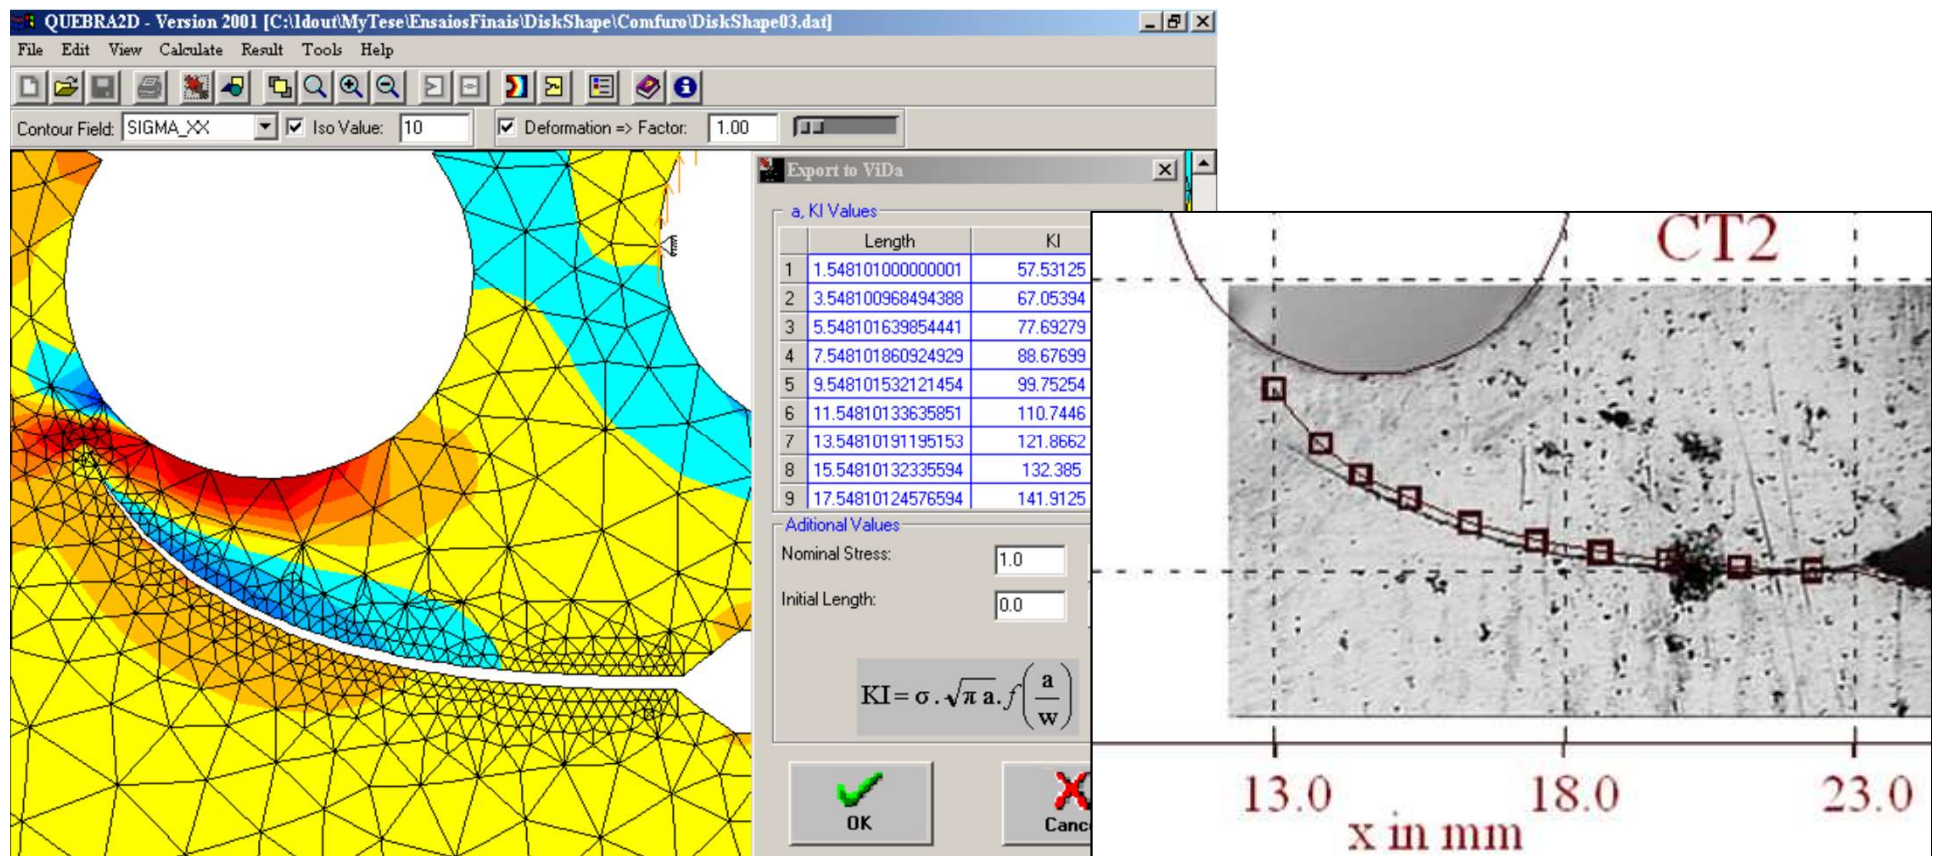 QUEBRA2D - Version 2001 [C:\1dout\MyTese\EnsaiosFinais\DiskShape\Comfuro\DiskShape03.dat]
File Edit View Calculate Result Tools Help
Contour Field: SIGMA_XX Iso Value: 10 Deformation => Factor: 1.00
Export to ViDa
a, KI Values
Length KI
1 1.548101000000001 57.53125
2 3.548100968494388 67.05394
3 5.548101639854441 77.69279
4 7.548101860924929 88.67699
5 9.548101532121454 99.75254
6 11.54810133635851 110.7446
7 13.54810191195153 121.8662
8 15.54810132335594 132.385
9 17.54810124576594 141.9125
Aditional Values
Nominal Stress: 1.0
Initial Length: 0.0
KI = σ . √π a. f(a/w)
OK Canc
CT2
13.0 18.0 23.0
x in mm